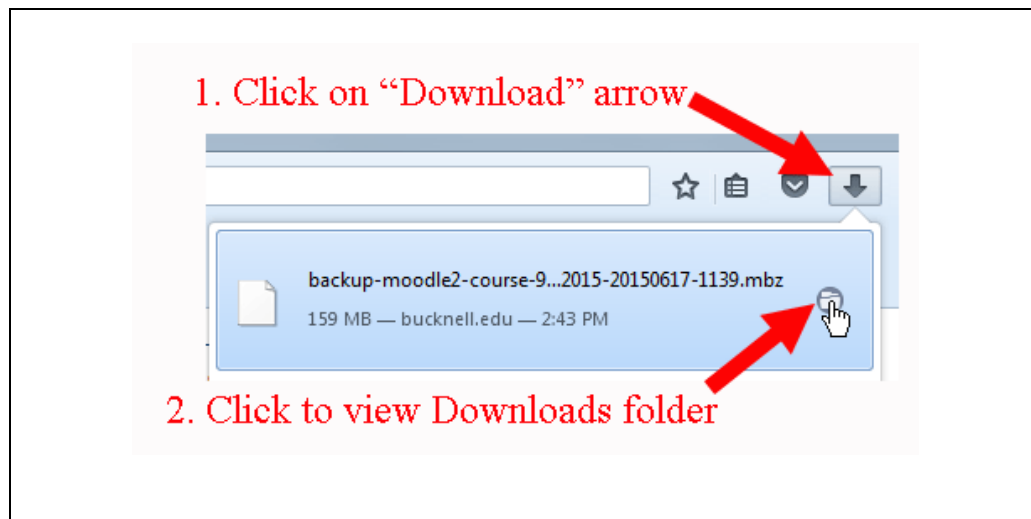 1. Click on “Download” arrow
backup-moodle2-course-9...2015-20150617-1139.mbz
159 MB — bucknell.edu — 2:43 PM
2. Click to view Downloads folder